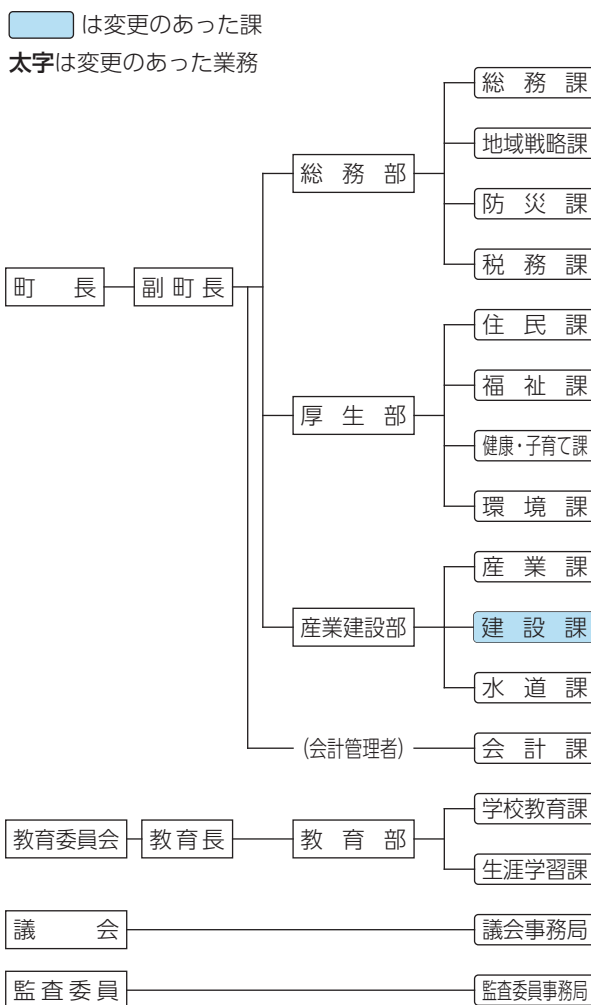 は変更のあった課
太字は変更のあった業務
町長
副町長
総務部
総務課
地域戦略課
防災課
税務課
厚生部
住民課
福祉課
健康・子育て課
環境課
産業建設部
産業課
建設課
水道課
(会計管理者)
会計課
教育委員会
教育長
教育部
学校教育課
生涯学習課
議会
議会事務局
監査委員
監査委員事務局